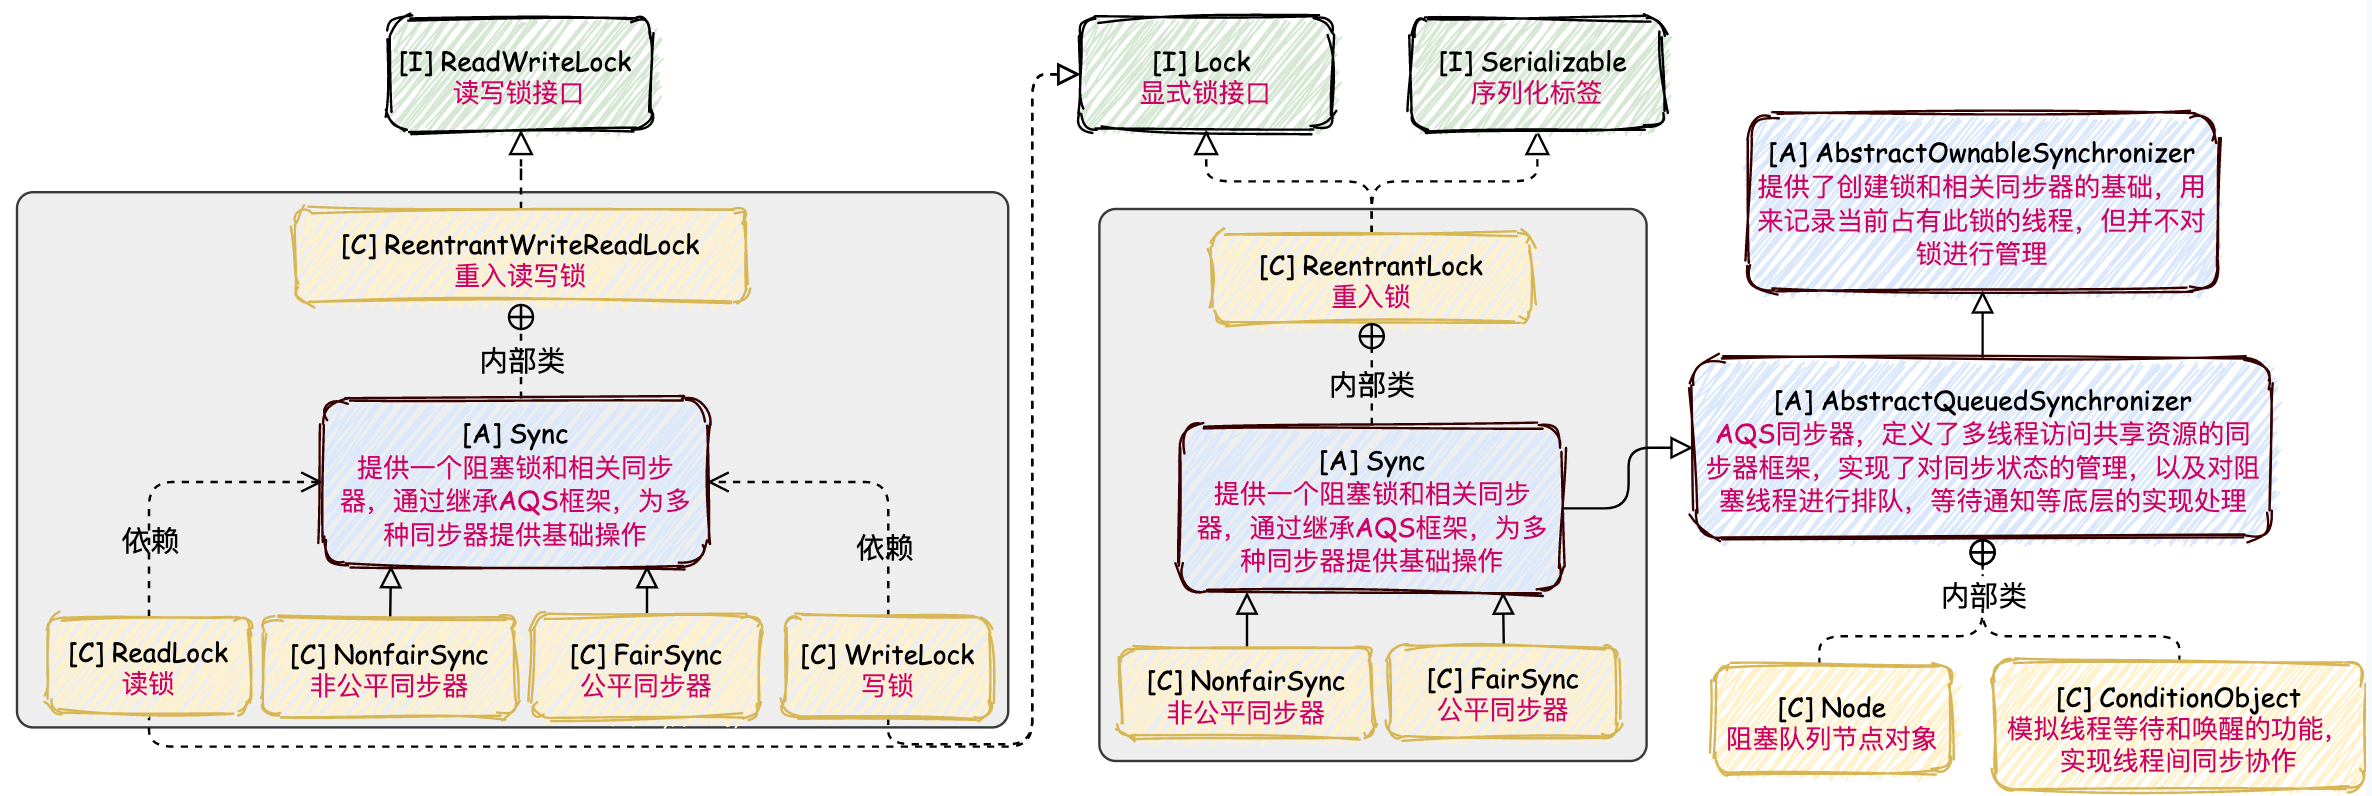 [I] ReadWriteLock
读写锁接口
[I] Lock
显式锁接口
[I] Serializable
序列化标签
[A] AbstractOwnableSynchronizer
提供了创建锁和相关同步器的基础，用
来记录当前占有此锁的线程，但并不对
锁进行管理
[C] ReentrantWriteReadLock
重入读写锁
内部类
[A] Sync
提供一个阻塞锁和相关同步
器，通过继承AQS框架，为多
种同步器提供基础操作
依赖
依赖
[C] ReadLock
读锁
[C] NonfairSync
非公平同步器
[C] FairSync
公平同步器
[C] WriteLock
写锁
[C] ReentrantLock
重入锁
内部类
[A] Sync
提供一个阻塞锁和相关同步
器，通过继承AQS框架，为多
种同步器提供基础操作
[C] NonfairSync
非公平同步器
[C] FairSync
公平同步器
[A] AbstractQueuedSynchronizer
AQS同步器，定义了多线程访问共享资源的同
步器框架，实现了对同步状态的管理，以及对阻
塞线程进行排队，等待通知等底层的实现处理
内部类
[C] Node
阻塞队列节点对象
[C] ConditionObject
模拟线程等待和唤醒的功能，
实现线程间同步协作